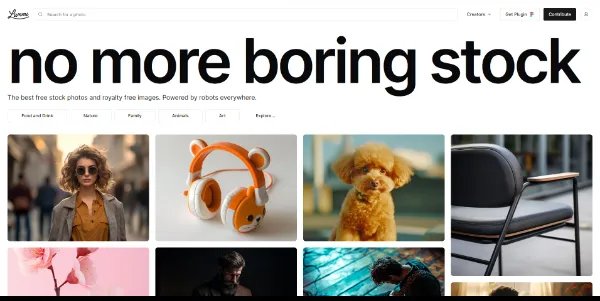 Lummi
Search for a photo...
Creators
Get Plugin
Contribute
no more boring stock
The best free stock photos and royalty free images. Powered by robots everywhere.
Food and Drink
Nature
Family
Animals
Art
Explore...